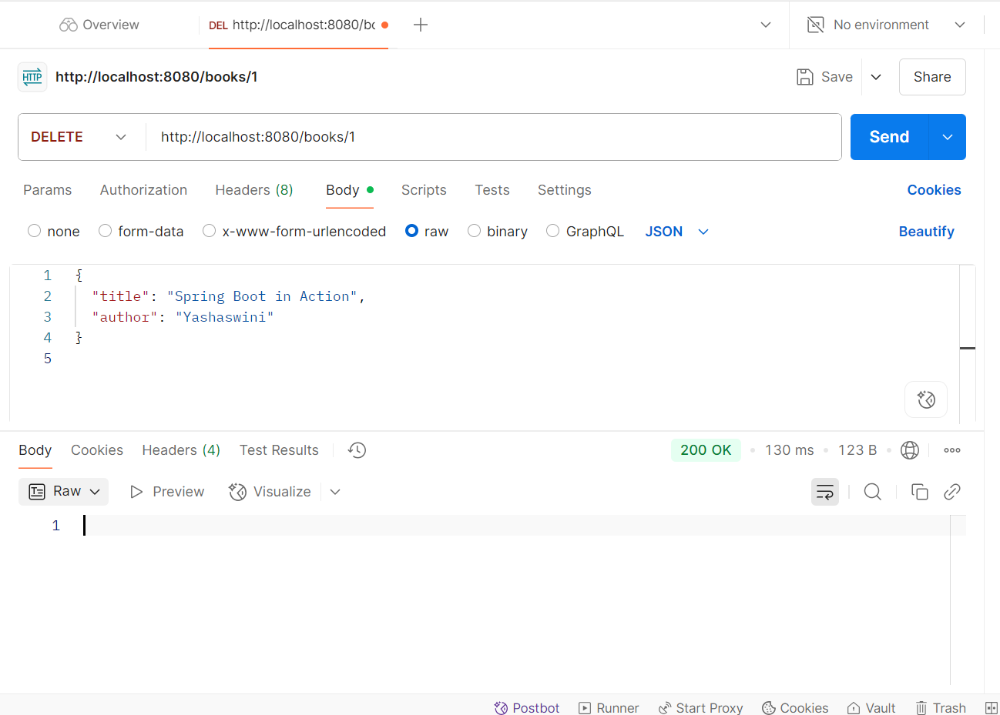 Overview
DEL http://localhost:8080/bo
No environment
HTTP http://localhost:8080/books/1
Save
Share
DELETE
http://localhost:8080/books/1
Send
Params Authorization Headers (8) Body Scripts Tests Settings Cookies
none form-data x-www-form-urlencoded raw binary GraphQL JSON Beautify
1 {
2 "title": "Spring Boot in Action",
3 "author": "Yashaswini"
4 }
5
Body Cookies Headers (4) Test Results 200 OK 130 ms 123 B
Raw Preview Visualize
1
Postbot Runner Start Proxy Cookies Vault Trash